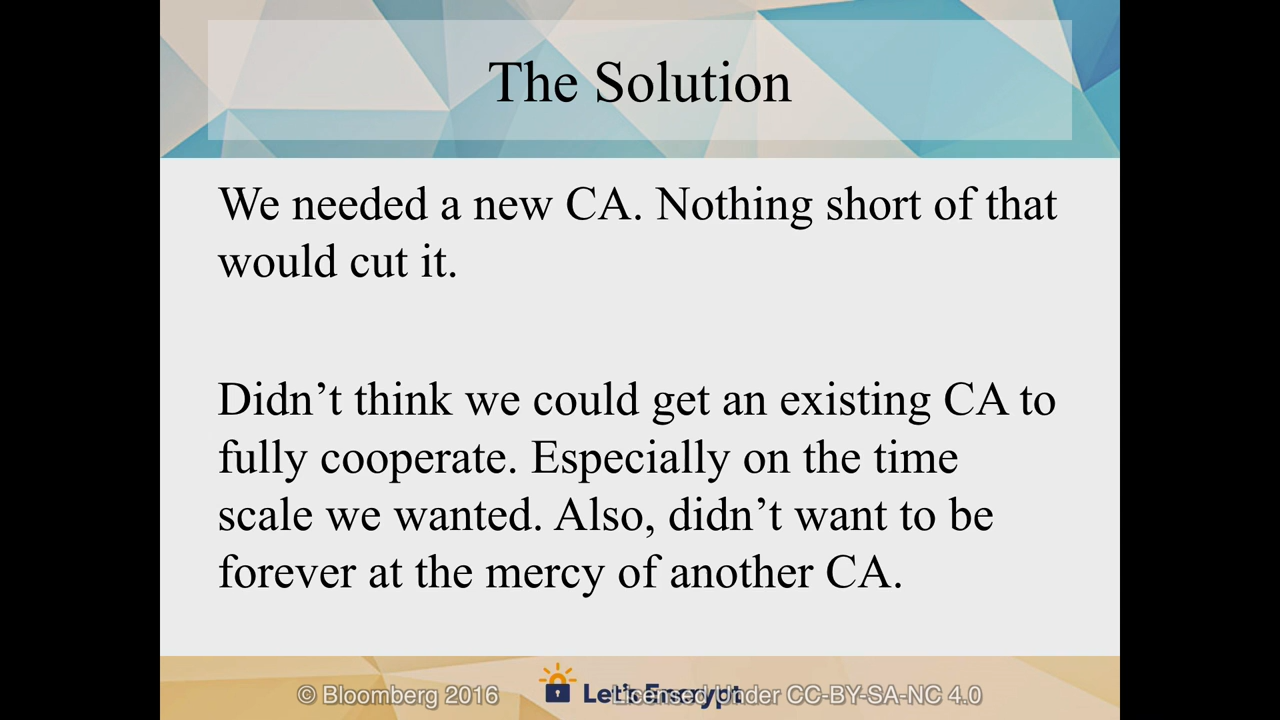 The Solution
We needed a new CA. Nothing short of that
would cut it.
Didn’t think we could get an existing CA to
fully cooperate. Especially on the time
scale we wanted. Also, didn’t want to be
forever at the mercy of another CA.
© Bloomberg 2016
Let's Encrypt
Licensed Under CC-BY-SA-NC 4.0